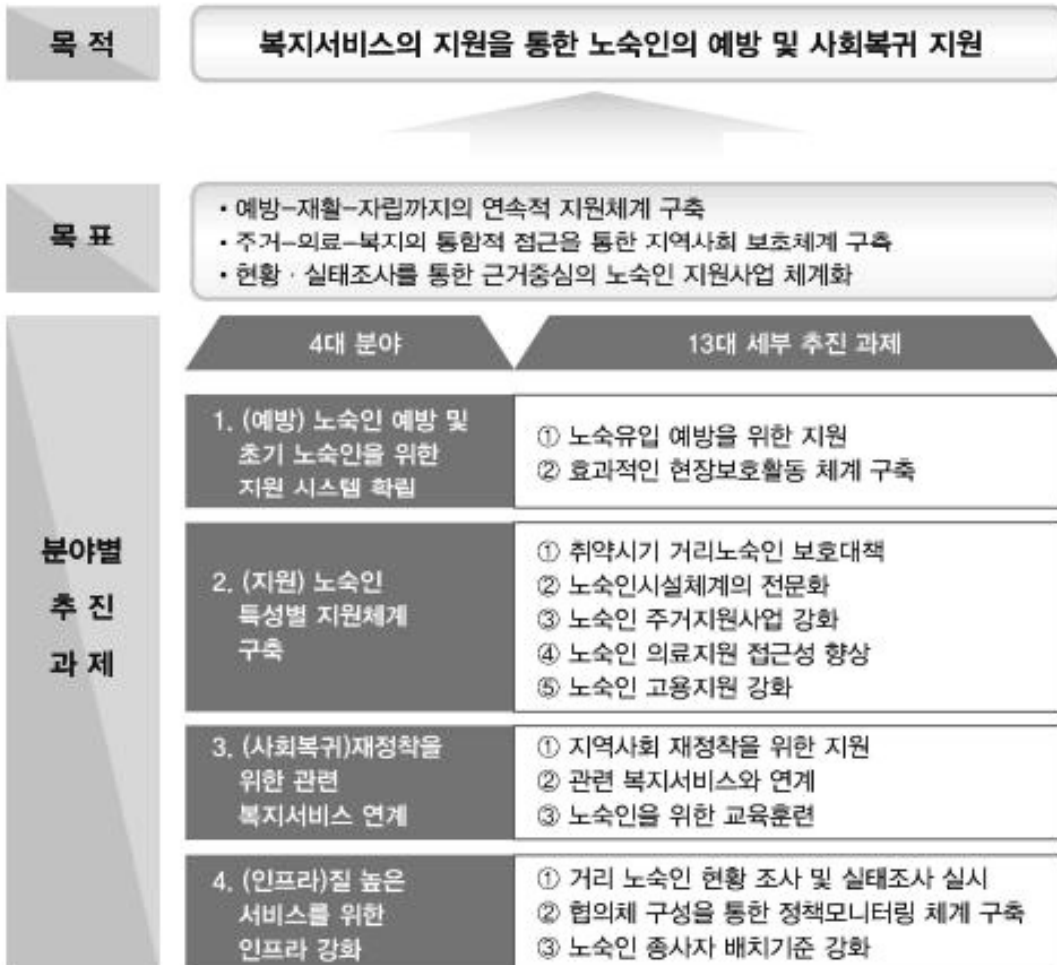 목 적
복지서비스의 지원을 통한 노숙인의 예방 및 사회복귀 지원
목 표
• 예방-재활-자립까지의 연속적 지원체계 구축
• 주거-의료-복지의 통합적 접근을 통한 지역사회 보호체계 구축
• 현황 · 실태조사를 통한 근거중심의 노숙인 지원사업 체계화
분야별
추 진
과 제
4대 분야
13대 세부 추진 과제
1. (예방) 노숙인 예방 및
초기 노숙인을 위한
지원 시스템 확립
① 노숙유입 예방을 위한 지원
② 효과적인 현장보호활동 체계 구축
2. (지원) 노숙인
특성별 지원체계
구축
① 취약시기 거리노숙인 보호대책
② 노숙인시설체계의 전문화
③ 노숙인 주거지원사업 강화
④ 노숙인 의료지원 접근성 향상
⑤ 노숙인 고용지원 강화
3. (사회복귀)재정착을
위한 관련
복지서비스 연계
① 지역사회 재정착을 위한 지원
② 관련 복지서비스와 연계
③ 노숙인을 위한 교육훈련
4. (인프라)질 높은
서비스를 위한
인프라 강화
① 거리 노숙인 현황 조사 및 실태조사 실시
② 협의체 구성을 통한 정책모니터링 체계 구축
③ 노숙인 종사자 배치기준 강화